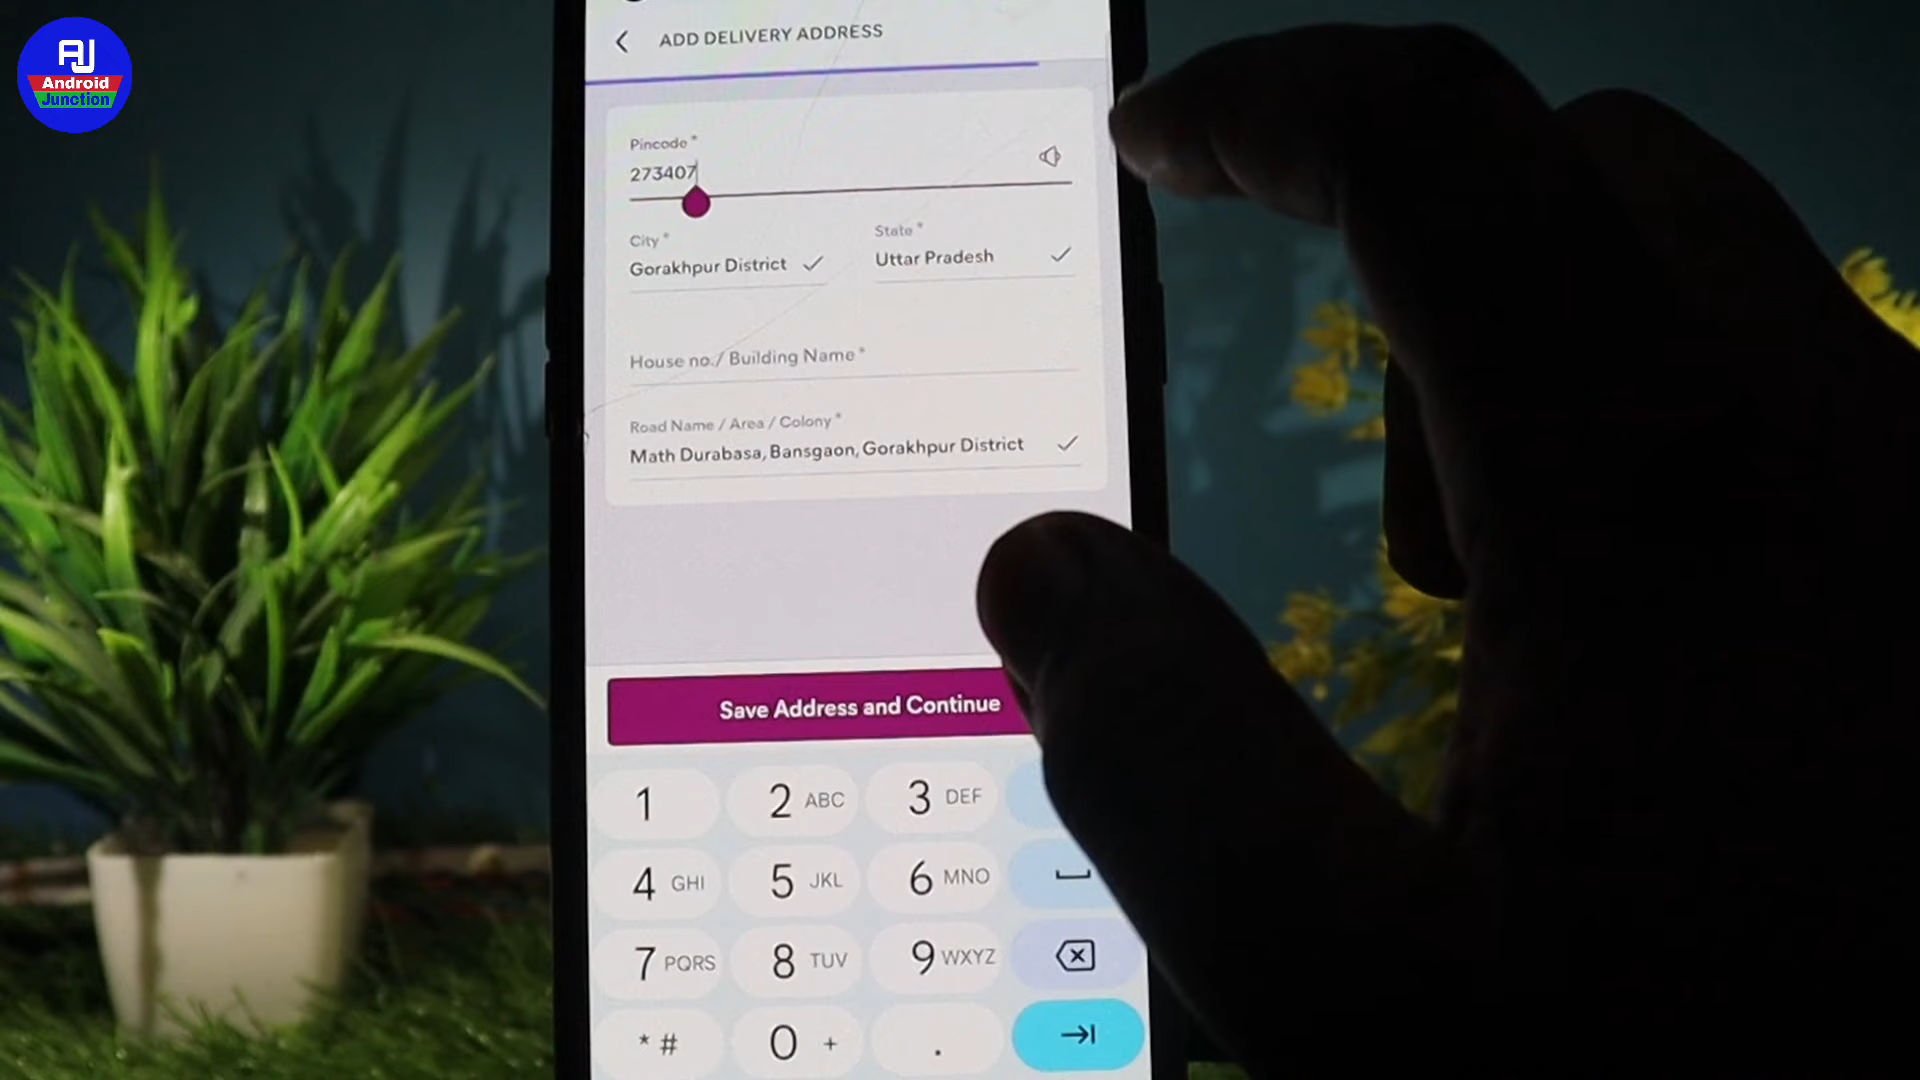 AJ
Android
Junction
ADD DELIVERY ADDRESS
Pincode *
273407
City *
Gorakhpur District
State *
Uttar Pradesh
House no./ Building Name *
Road Name / Area / Colony *
Math Durabasa, Bansgaon, Gorakhpur District
Save Address and Continue
1 2 ABC 3 DEF
4 GHI 5 JKL 6 MNO
7 PQRS 8 TUV 9 WXYZ
* # 0 + .